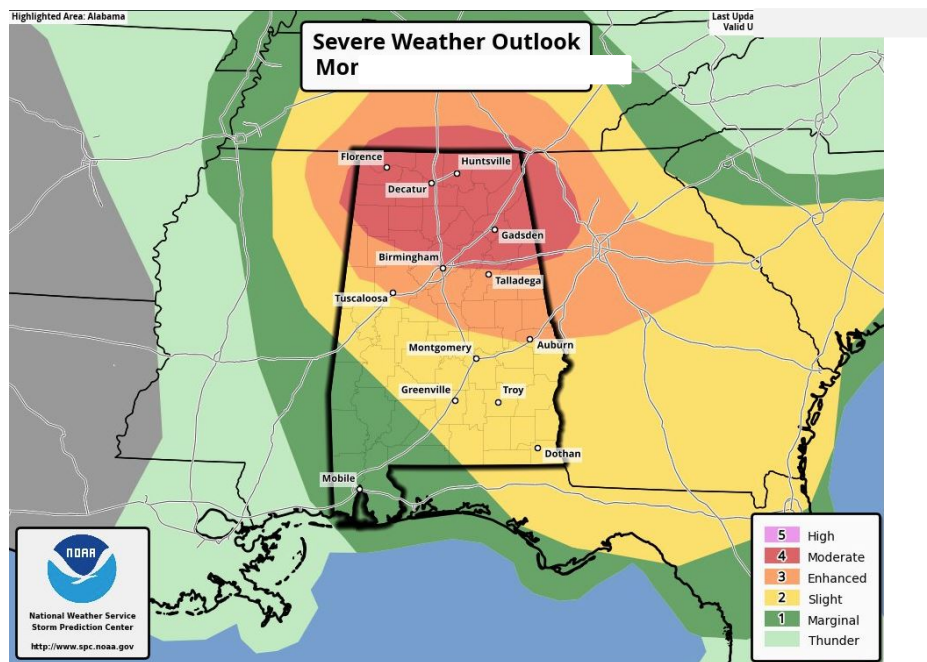 Highlighted Area: Alabama
Last Upda
Valid U
Severe Weather Outlook
Mor
Florence
Huntsville
Decatur
Gadsden
Birmingham
Talladega
Tuscaloosa
Auburn
Montgomery
Greenville
Troy
Dothan
Mobile
NOAA
National Weather Service
Storm Prediction Center
http://www.spc.noaa.gov
5 High
4 Moderate
3 Enhanced
2 Slight
1 Marginal
Thunder